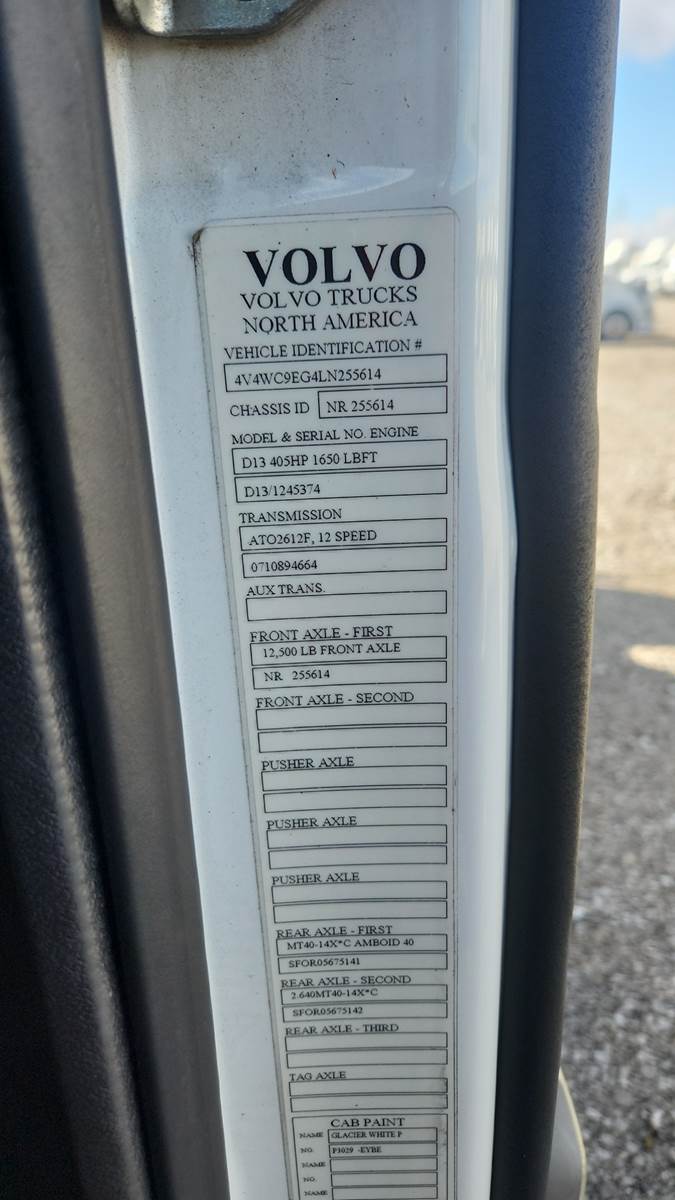 VOLVO
VOLVO TRUCKS
NORTH AMERICA
VEHICLE IDENTIFICATION #
4V4WC9EG4LN255614
CHASSIS ID NR 255614
MODEL & SERIAL NO. ENGINE
D13 405HP 1650 LBFT
D13/1245374
TRANSMISSION
ATO2612F, 12 SPEED
0710894664
AUX TRANS.
FRONT AXLE - FIRST
12,500 LB FRONT AXLE
NR 255614
FRONT AXLE - SECOND
PUSHER AXLE
PUSHER AXLE
PUSHER AXLE
REAR AXLE - FIRST
MT40-14X*C AMBOID 40
SFOR05675141
REAR AXLE - SECOND
2.640MT40-14X*C
SFOR05675142
REAR AXLE - THIRD
TAG AXLE
CAB PAINT
NAME GLACIER WHITE P
NO. P3029 -EYBE
NAME
NO.
NAME